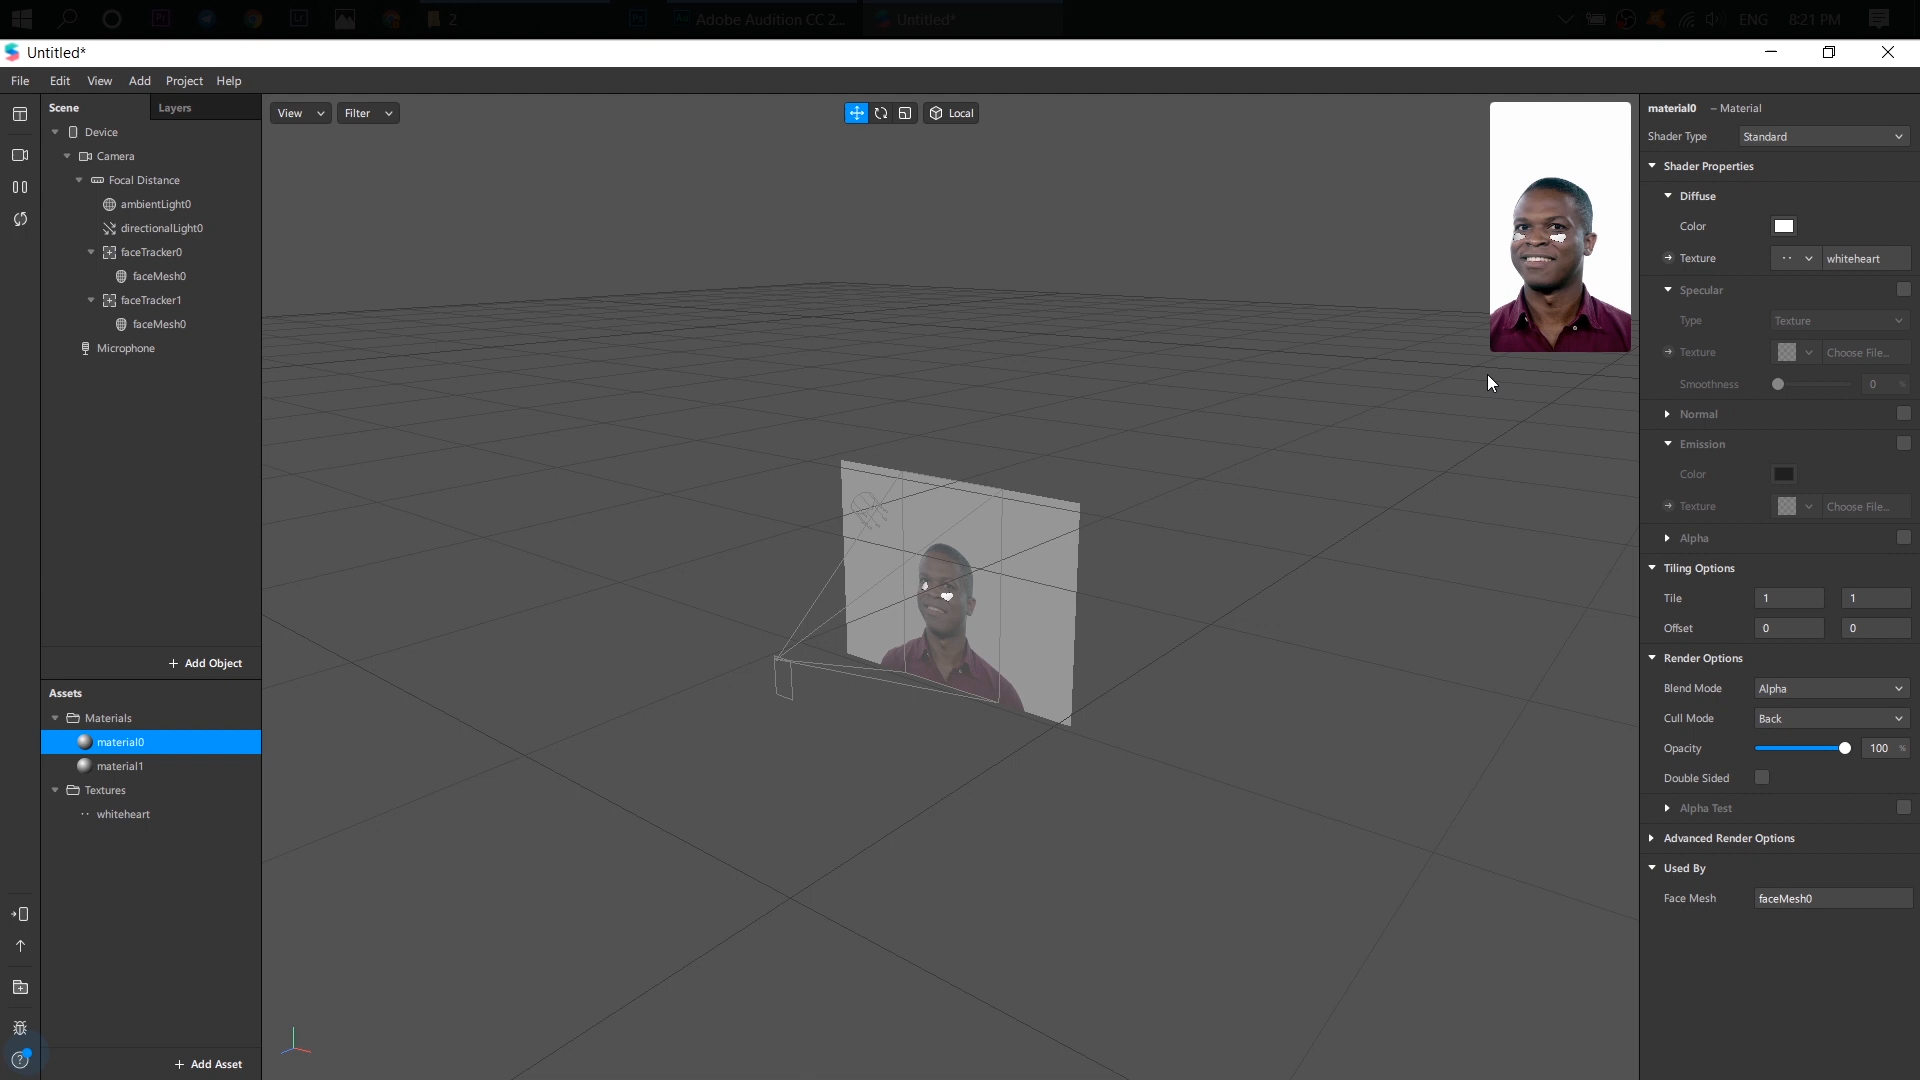 2
Adobe Audition CC 2...
Untitled*
ENG
8:21 PM
Untitled*
File Edit View Add Project Help
Scene
Layers
Device
Camera
Focal Distance
ambientLight0
directionalLight0
faceTracker0
faceMesh0
faceTracker1
faceMesh0
Microphone
+ Add Object
Assets
Materials
material0
material1
Textures
whiteheart
+ Add Asset
View
Filter
Local
material0 – Material
Shader Type Standard
Shader Properties
Diffuse
Color
Texture whiteheart
Specular
Type Texture
Texture Choose File...
Smoothness 0 %
Normal
Emission
Color
Texture Choose File...
Alpha
Tiling Options
Tile 1 1
Offset 0 0
Render Options
Blend Mode Alpha
Cull Mode Back
Opacity 100 %
Double Sided
Alpha Test
Advanced Render Options
Used By
Face Mesh faceMesh0